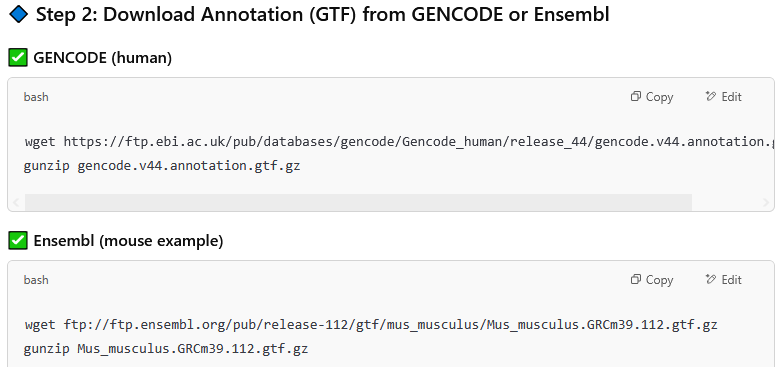 Step 2: Download Annotation (GTF) from GENCODE or Ensembl
GENCODE (human)
bash
Copy
Edit
wget https://ftp.ebi.ac.uk/pub/databases/gencode/Gencode_human/release_44/gencode.v44.annotation.g
gunzip gencode.v44.annotation.gtf.gz
Ensembl (mouse example)
bash
Copy
Edit
wget ftp://ftp.ensembl.org/pub/release-112/gtf/mus_musculus/Mus_musculus.GRCm39.112.gtf.gz
gunzip Mus_musculus.GRCm39.112.gtf.gz